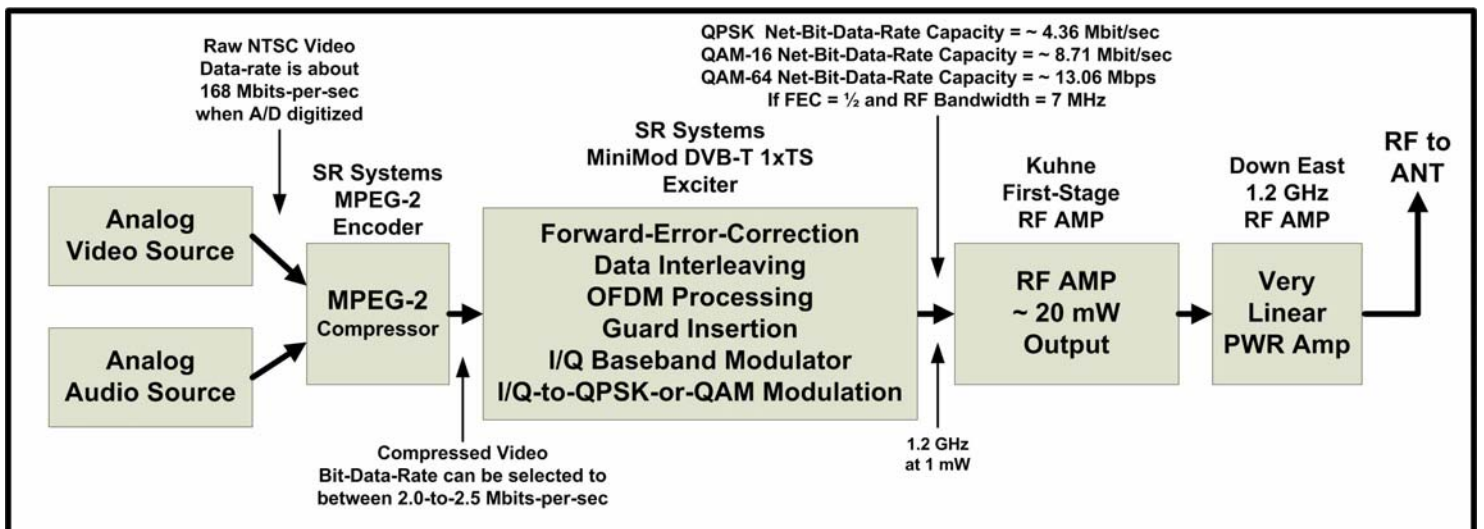 Raw NTSC Video
Data-rate is about
168 Mbits-per-sec
when A/D digitized
QPSK Net-Bit-Data-Rate Capacity = ~ 4.36 Mbit/sec
QAM-16 Net-Bit-Data-Rate Capacity = ~ 8.71 Mbit/sec
QAM-64 Net-Bit-Data-Rate Capacity = ~ 13.06 Mbps
If FEC = ½ and RF Bandwidth = 7 MHz
Analog
Video Source
Analog
Audio Source
SR Systems
MPEG-2
Encoder
MPEG-2
Compressor
Compressed Video
Bit-Data-Rate can be selected to
between 2.0-to-2.5 Mbits-per-sec
SR Systems
MiniMod DVB-T 1xTS
Exciter
Forward-Error-Correction
Data Interleaving
OFDM Processing
Guard Insertion
I/Q Baseband Modulator
I/Q-to-QPSK-or-QAM Modulation
1.2 GHz
at 1 mW
Kuhne
First-Stage
RF AMP
RF AMP
~ 20 mW
Output
Down East
1.2 GHz
RF AMP
Very
Linear
PWR Amp
RF to
ANT